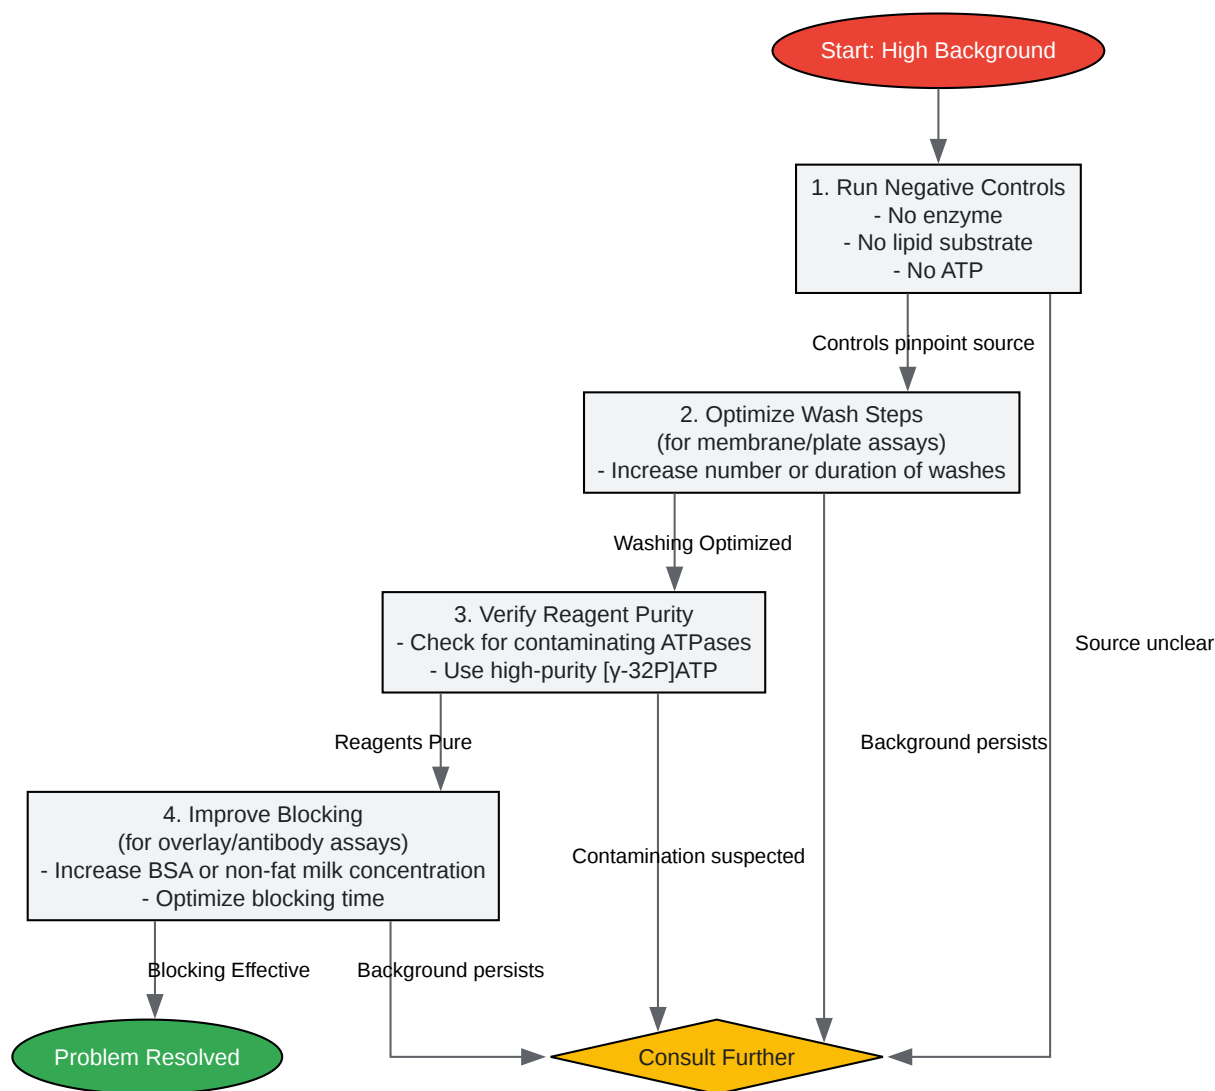 Start: High Background
1. Run Negative Controls
- No enzyme
- No lipid substrate
- No ATP
Controls pinpoint source
2. Optimize Wash Steps
(for membrane/plate assays)
- Increase number or duration of washes
Washing Optimized
3. Verify Reagent Purity
- Check for contaminating ATPases
- Use high-purity [γ-32P]ATP
Source unclear
Reagents Pure
Background persists
4. Improve Blocking
(for overlay/antibody assays)
- Increase BSA or non-fat milk concentration
- Optimize blocking time
Contamination suspected
Blocking Effective
Background persists
Problem Resolved
Consult Further